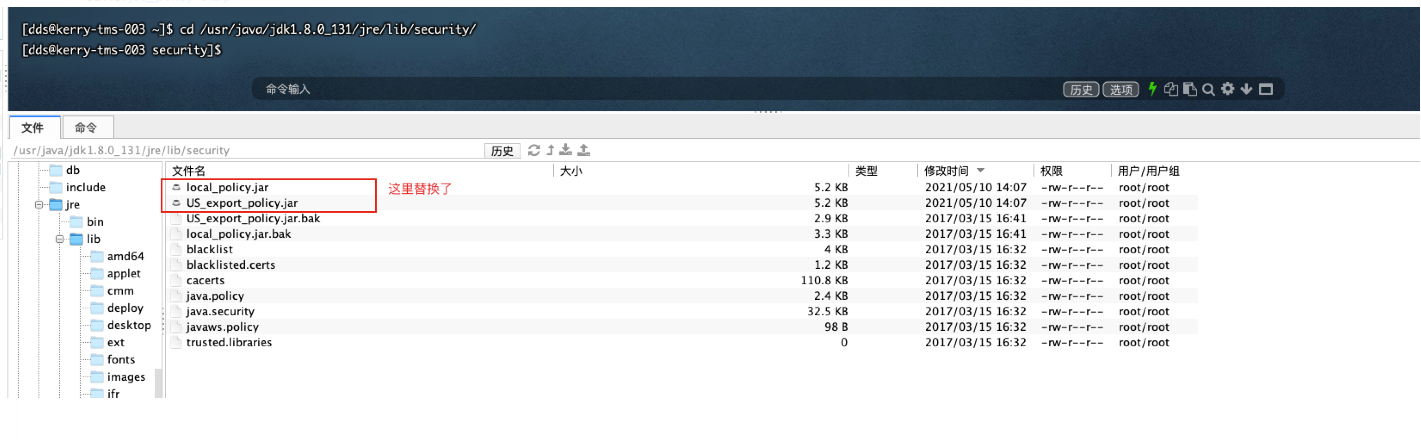 [dds@kerry-tms-003 ~]$ cd /usr/java/jdk1.8.0_131/jre/lib/security/
[dds@kerry-tms-003 security]$
命令输入 历史 选项
文件 命令
/usr/java/jdk1.8.0_131/jre/lib/security 历史
db
include
jre
bin
lib
amd64
applet
cmm
deploy
desktop
ext
fonts
images
jfr
文件名 大小 类型 修改时间 权限 用户/用户组
local_policy.jar 这里替换了 5.2 KB 2021/05/10 14:07 -rw-r--r-- root/root
US_export_policy.jar 5.2 KB 2021/05/10 14:07 -rw-r--r-- root/root
US_export_policy.jar.bak 2.9 KB 2017/03/15 16:41 -rw-r--r-- root/root
local_policy.jar.bak 3.3 KB 2017/03/15 16:41 -rw-r--r-- root/root
blacklist 4 KB 2017/03/15 16:32 -rw-r--r-- root/root
blacklisted.certs 1.2 KB 2017/03/15 16:32 -rw-r--r-- root/root
cacerts 110.8 KB 2017/03/15 16:32 -rw-r--r-- root/root
java.policy 2.4 KB 2017/03/15 16:32 -rw-r--r-- root/root
java.security 32.5 KB 2017/03/15 16:32 -rw-r--r-- root/root
javaws.policy 98 B 2017/03/15 16:32 -rw-r--r-- root/root
trusted.libraries 0 2017/03/15 16:32 -rw-r--r-- root/root